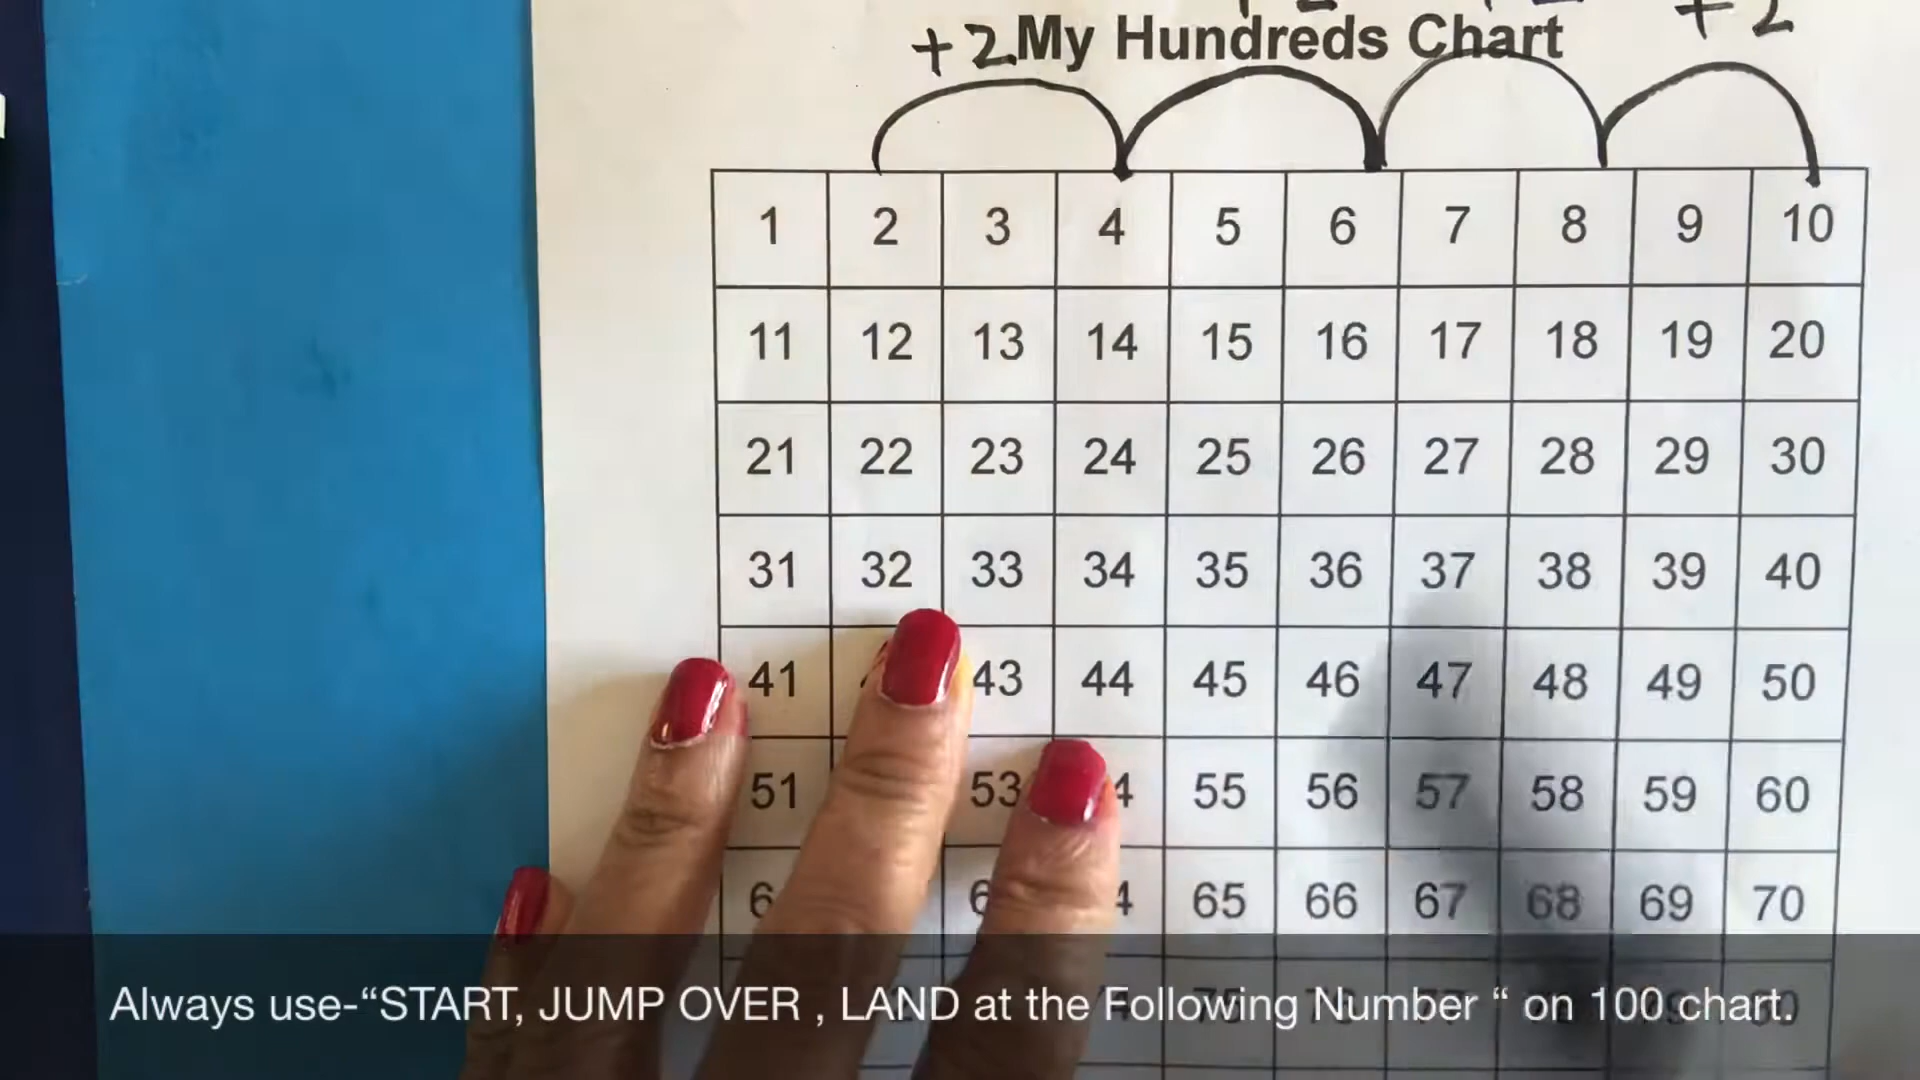 +2 My Hundreds Chart +2
1 2 3 4 5 6 7 8 9 10
11 12 13 14 15 16 17 18 19 20
21 22 23 24 25 26 27 28 29 30
31 32 33 34 35 36 37 38 39 40
41 43 44 45 46 47 48 49 50
51 53 55 56 57 58 59 60
65 66 67 68 69 70
Always use-“START, JUMP OVER , LAND at the Following Number “ on 100 chart.